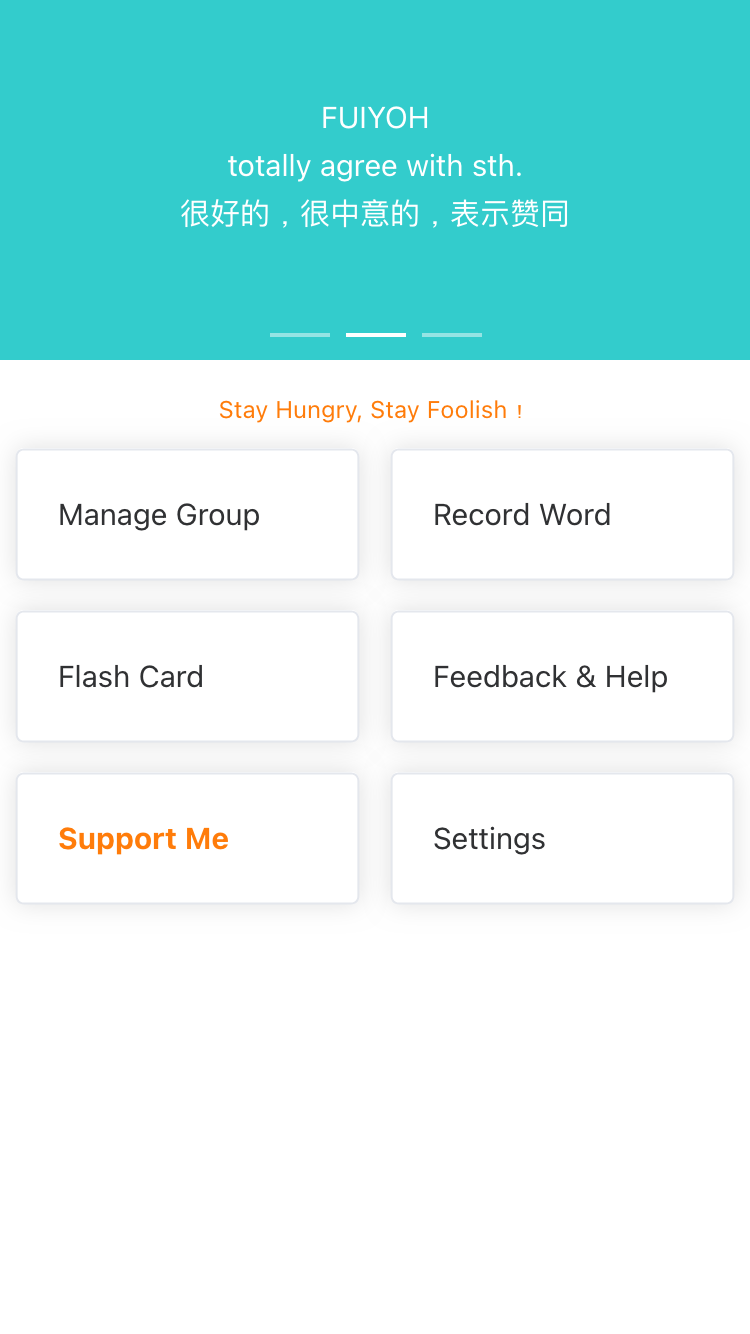 FUIYOH
totally agree with sth.
很好的，很中意的，表示赞同
Stay Hungry, Stay Foolish！
Manage Group
Record Word
Flash Card
Feedback & Help
Support Me
Settings